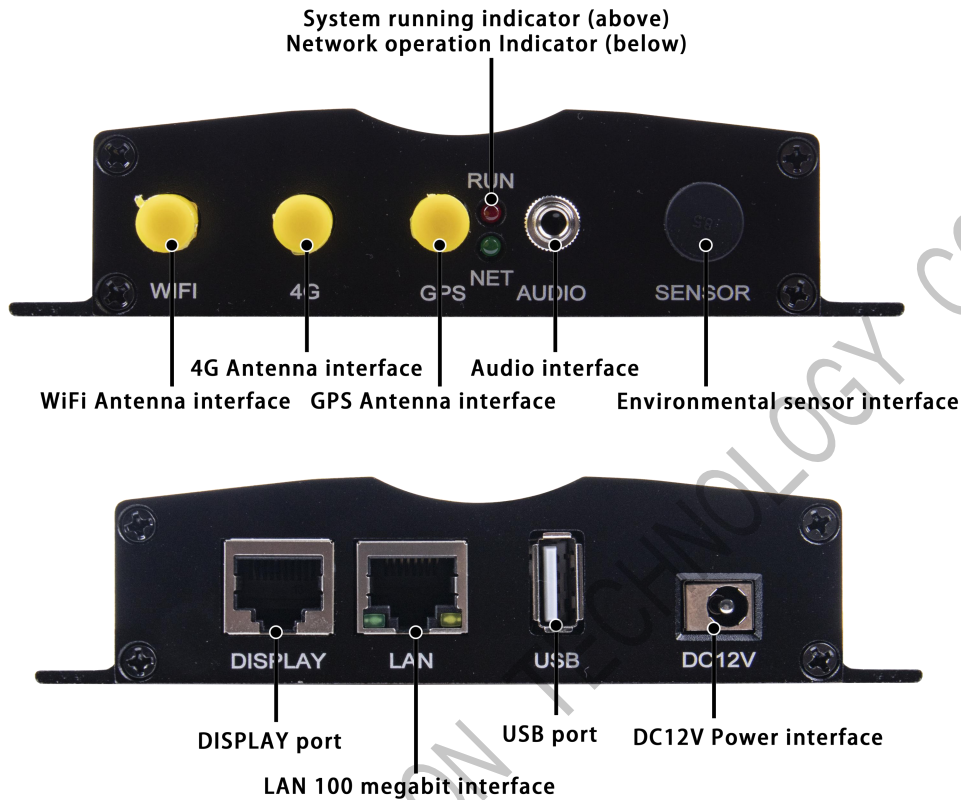 System running indicator (above)
Network operation Indicator (below)
RUN
NET
WIFI
4G
GPS
AUDIO
SENSOR
4G Antenna interface
Audio interface
WiFi Antenna interface
GPS Antenna interface
Environmental sensor interface
DISPLAY
LAN
USB
DC12V
DISPLAY port
USB port
DC12V Power interface
LAN 100 megabit interface
TECHNOLOGY